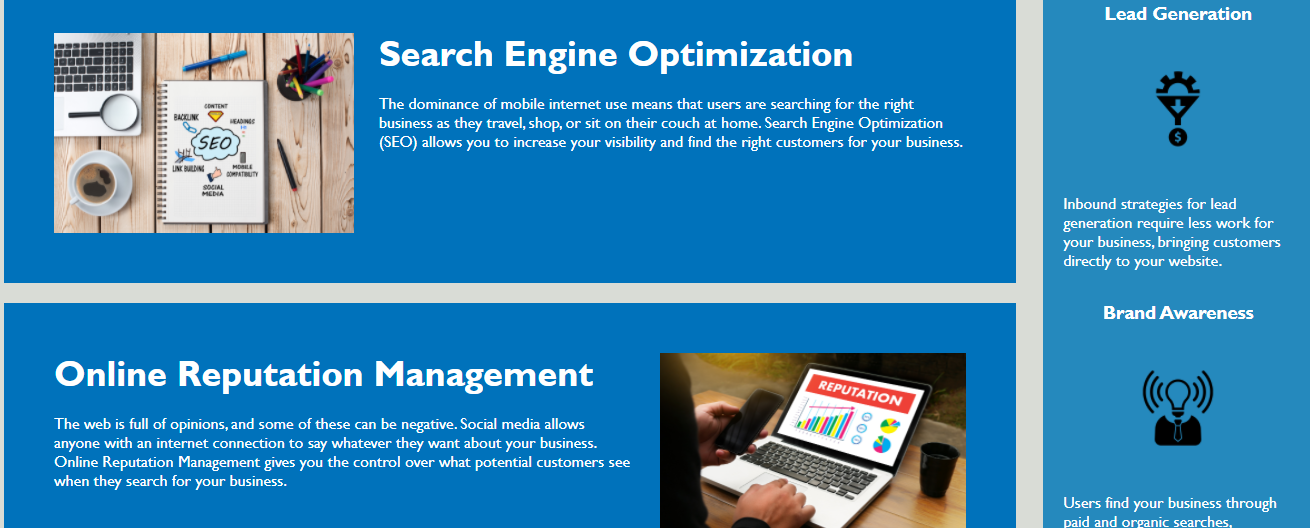 Search Engine Optimization
The dominance of mobile internet use means that users are searching for the right
business as they travel, shop, or sit on their couch at home. Search Engine Optimization
(SEO) allows you to increase your visibility and find the right customers for your business.
CONTENT
BACKLINK
HEADINGS
SEO
LINK BUILDING
MOBILE
COMPATIBILITY
SOCIAL
MEDIA
Online Reputation Management
The web is full of opinions, and some of these can be negative. Social media allows
anyone with an internet connection to say whatever they want about your business.
Online Reputation Management gives you the control over what potential customers see
when they search for your business.
REPUTATION
Lead Generation
$
Inbound strategies for lead
generation require less work for
your business, bringing customers
directly to your website.
Brand Awareness
Users find your business through
paid and organic searches,